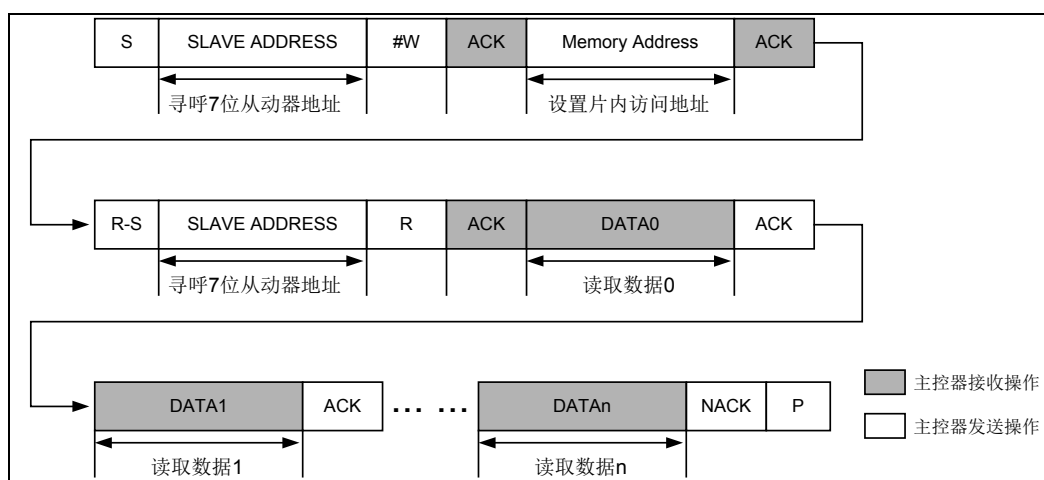 S SLAVE ADDRESS #W ACK Memory Address ACK
寻呼7位从动器地址 设置片内访问地址
R-S SLAVE ADDRESS R ACK DATA0 ACK
寻呼7位从动器地址 读取数据0
DATA1 ACK ... ... DATAn NACK P
读取数据1 读取数据n
主控器接收操作
主控器发送操作